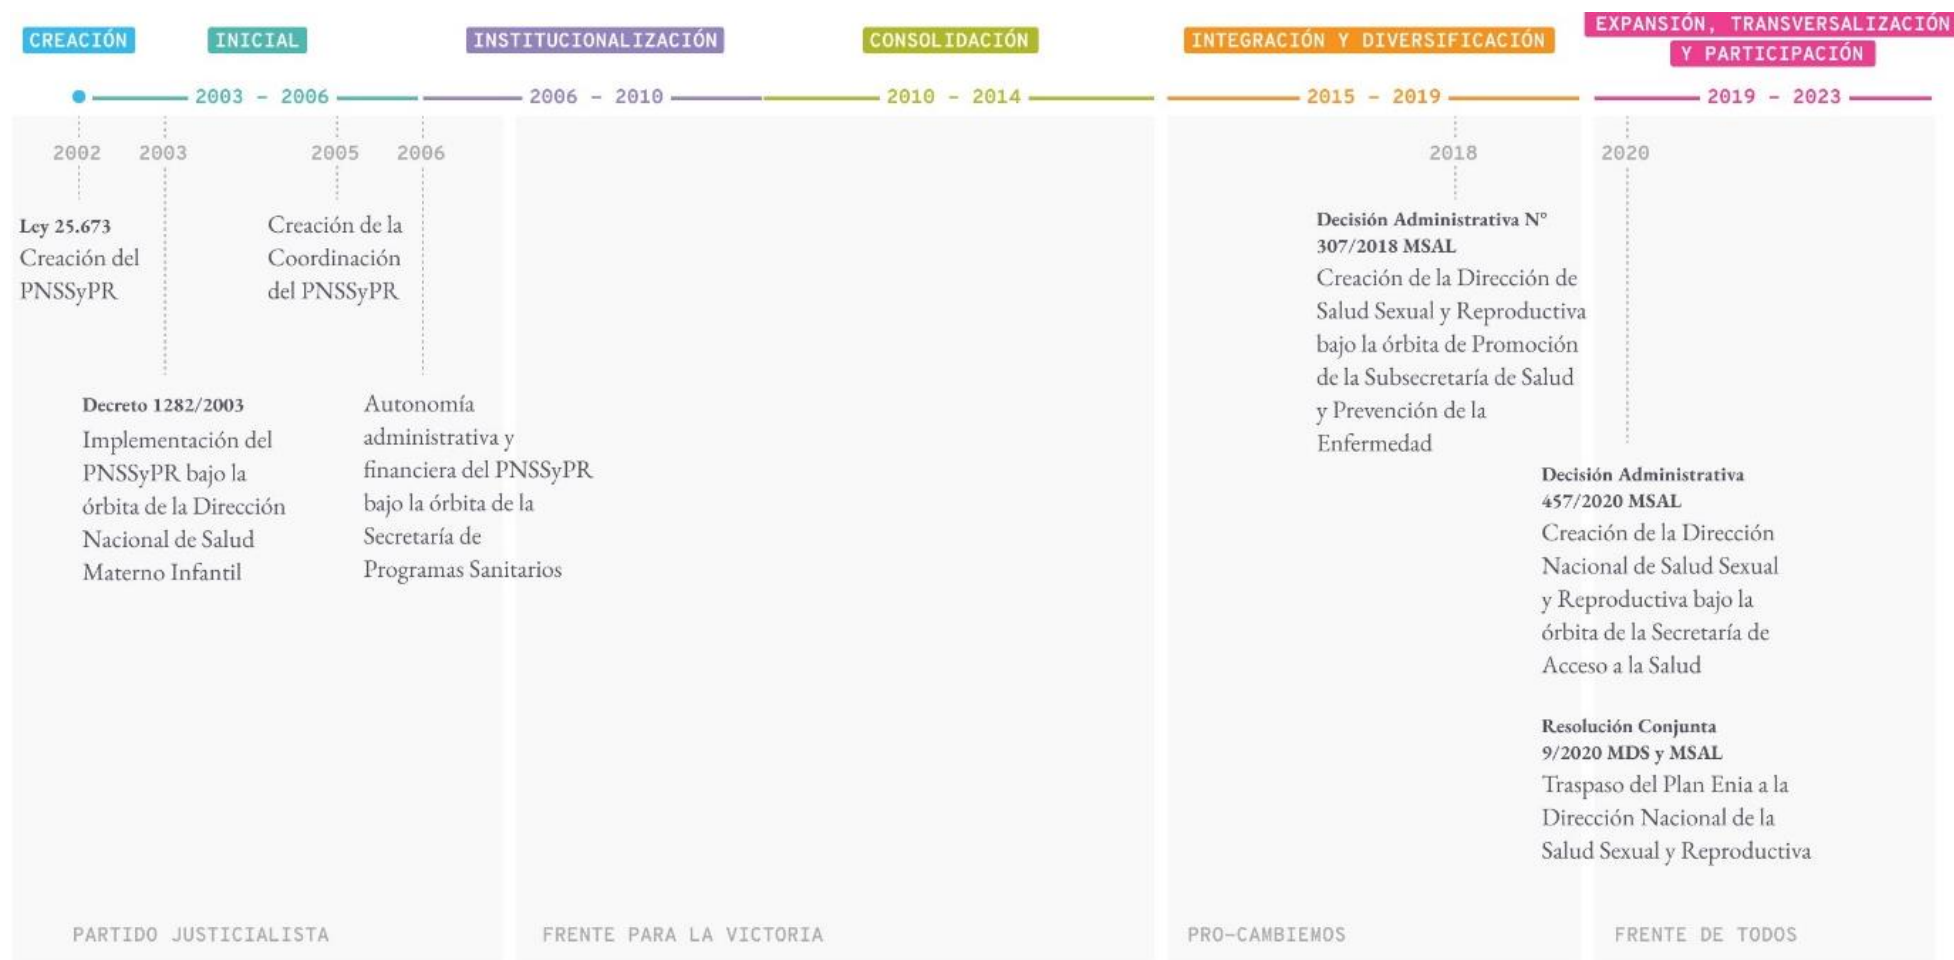 CREACIÓN
INICIAL
INSTITUCIONALIZACIÓN
CONSOLIDACIÓN
INTEGRACIÓN Y DIVERSIFICACIÓN
EXPANSIÓN, TRANSVERSALIZACIÓN
Y PARTICIPACIÓN
2003 – 2006
2006 – 2010
2010 – 2014
2015 – 2019
2019 – 2023
2002
2003
2005
2006
2018
2020
Ley 25.673
Creación del
PNSSyPR
Creación de la
Coordinación
del PNSSyPR
Decreto 1282/2003
Implementación del
PNSSyPR bajo la
órbita de la Dirección
Nacional de Salud
Materno Infantil
Autonomía
administrativa y
financiera del PNSSyPR
bajo la órbita de la
Secretaría de
Programas Sanitarios
Decisión Administrativa N°
307/2018 MSAL
Creación de la Dirección de
Salud Sexual y Reproductiva
bajo la órbita de Promoción
de la Subsecretaría de Salud
y Prevención de la
Enfermedad
Decisión Administrativa
457/2020 MSAL
Creación de la Dirección
Nacional de Salud Sexual
y Reproductiva bajo la
órbita de la Secretaría de
Acceso a la Salud
Resolución Conjunta
9/2020 MDS y MSAL
Traspaso del Plan Enia a la
Dirección Nacional de la
Salud Sexual y Reproductiva
PARTIDO JUSTICIALISTA
FRENTE PARA LA VICTORIA
PRO-CAMBIEMOS
FRENTE DE TODOS